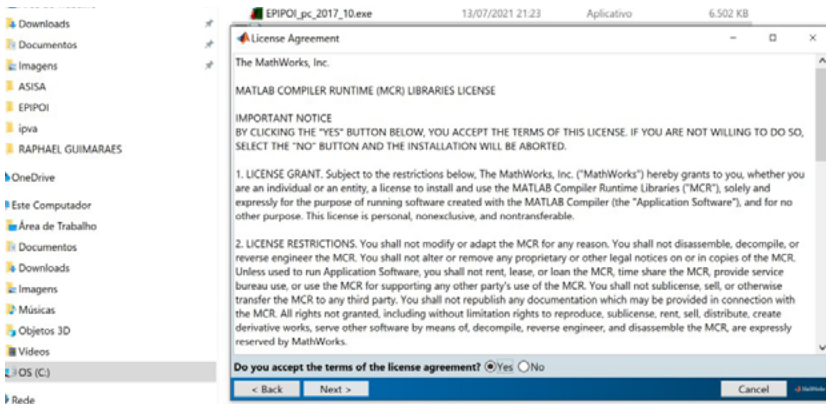 Downloads
Documentos
Imagens
ASISA
EPIPOI
ipva
RAPHAEL GUIMARAES
OneDrive
Este Computador
Área de Trabalho
Documentos
Downloads
Imagens
Músicas
Objetos 3D
Vídeos
OS (C:)
Rede
EPIPOI_pc_2017_10.exe 13/07/2021 21:23 Aplicativo 6.502 KB
License Agreement
The MathWorks, Inc.
MATLAB COMPILER RUNTIME (MCR) LIBRARIES LICENSE
IMPORTANT NOTICE
BY CLICKING THE "YES" BUTTON BELOW, YOU ACCEPT THE TERMS OF THIS LICENSE. IF YOU ARE NOT WILLING TO DO SO,
SELECT THE "NO" BUTTON AND THE INSTALLATION WILL BE ABORTED.
1. LICENSE GRANT. Subject to the restrictions below, The MathWorks, Inc. ("MathWorks") hereby grants to you, whether you
are an individual or an entity, a license to install and use the MATLAB Compiler Runtime Libraries ("MCR"), solely and
expressly for the purpose of running software created with the MATLAB Compiler (the "Application Software"), and for no
other purpose. This license is personal, nonexclusive, and nontransferable.
2. LICENSE RESTRICTIONS. You shall not modify or adapt the MCR for any reason. You shall not disassemble, decompile, or
reverse engineer the MCR. You shall not alter or remove any proprietary or other legal notices on or in copies of the MCR.
Unless used to run Application Software, you shall not rent, lease, or loan the MCR, time share the MCR, provide service
bureau use, or use the MCR for supporting any other party's use of the MCR. You shall not sublicense, sell, or otherwise
transfer the MCR to any third party. You shall not republish any documentation which may be provided in connection with
the MCR. All rights not granted, including without limitation rights to reproduce, sublicense, rent, sell, distribute, create
derivative works, serve other software by means of, decompile, reverse engineer, and disassemble the MCR, are expressly
reserved by MathWorks.
Do you accept the terms of the license agreement? Yes No
< Back Next > Cancel MathWorks